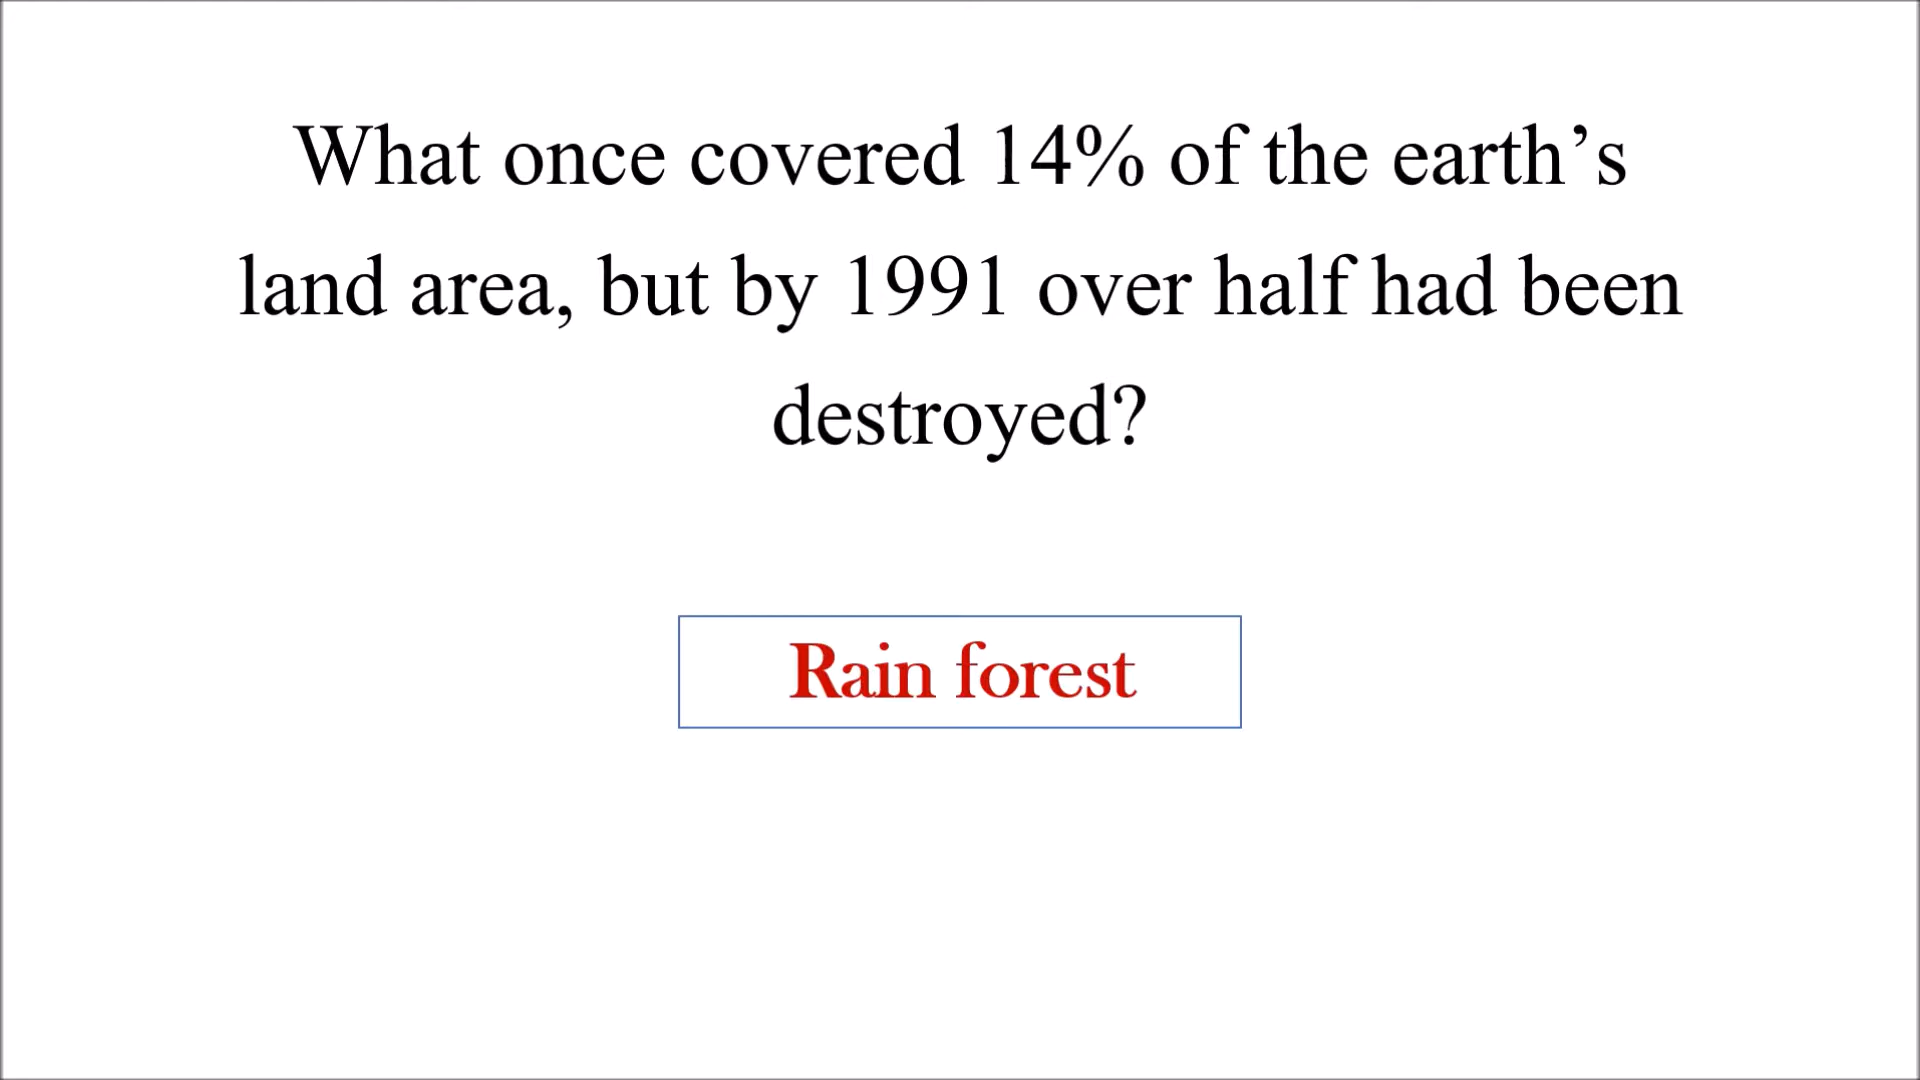 What once covered 14% of the earth’s
land area, but by 1991 over half had been
destroyed?
Rain forest